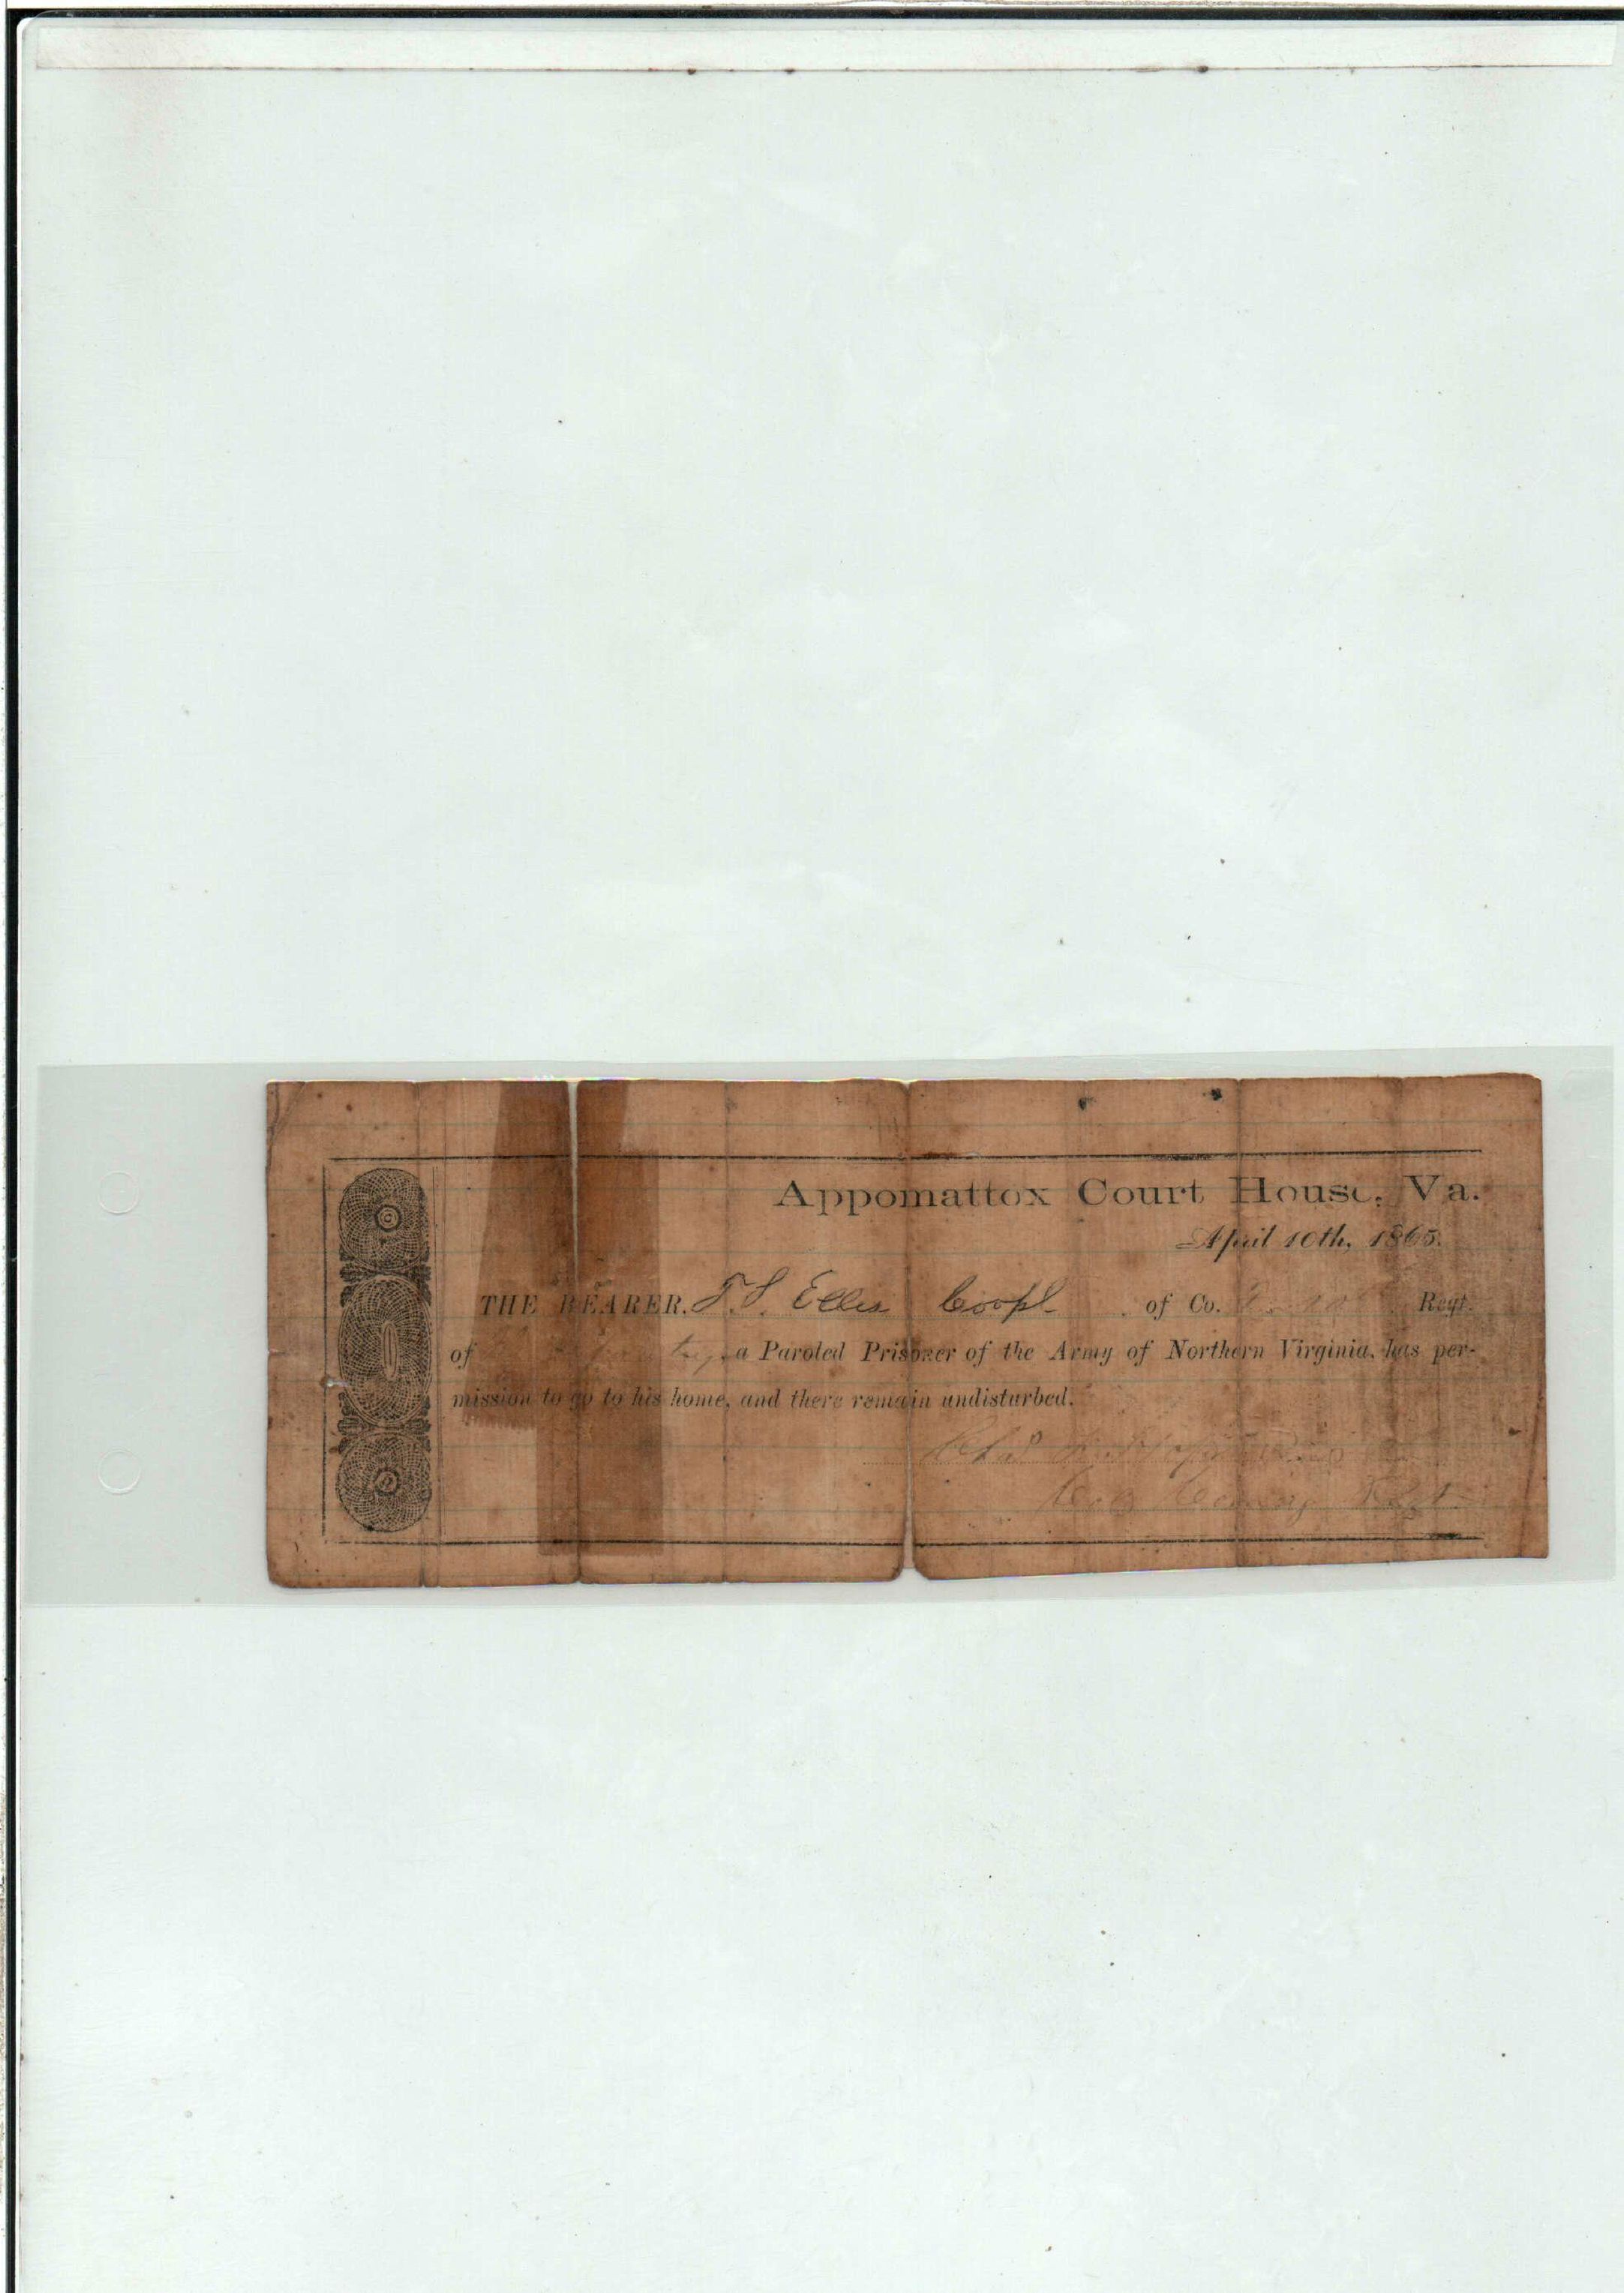 Appomattox Court House, Va.
April 10th, 1865.
THE BEARER, T. S. Ellis Corpl of Co. Regt.
of a Paroled Prisoner of the Army of Northern Virginia, has per-
mission to go to his home, and there remain undisturbed.